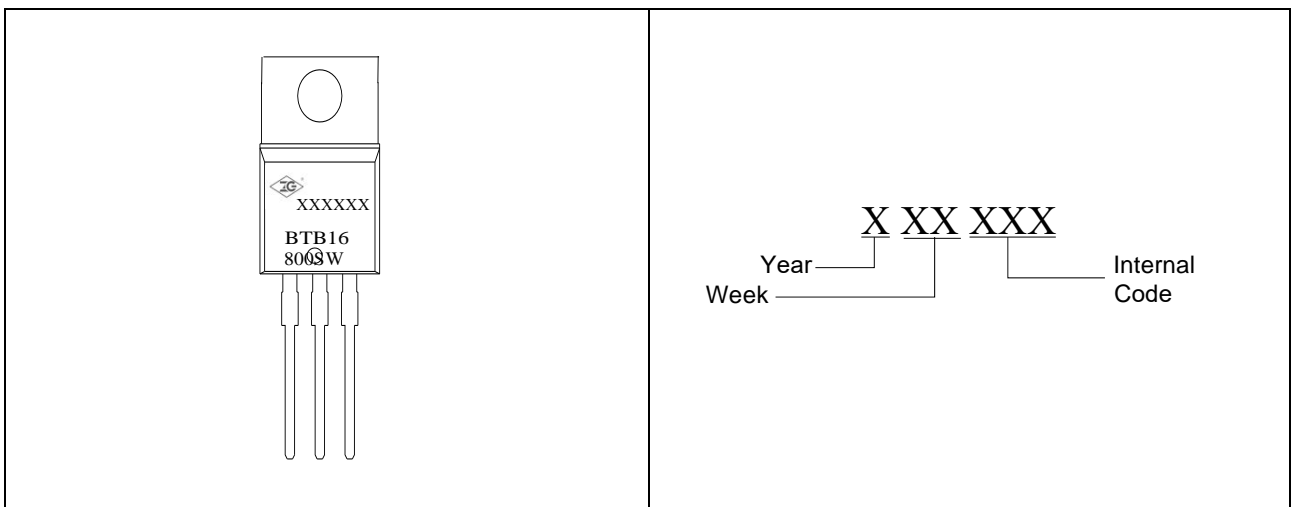 XXXXXX
BTB16
800SW
X XX XXX
Year
Week
Internal
Code